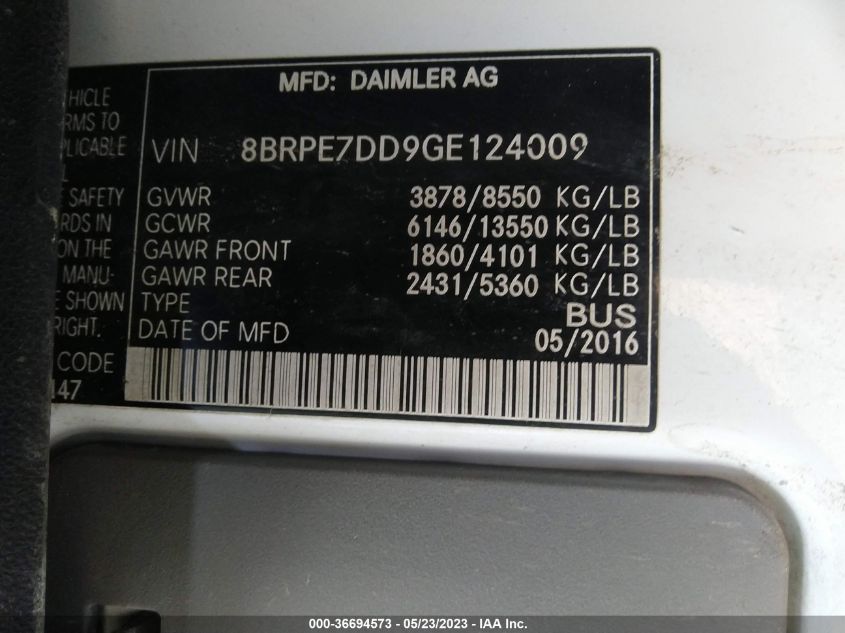 MFD: DAIMLER AG
HICLE
RMS TO
PLICABLE
VIN 8BRPE7DD9GE124009
SAFETY
GVWR 3878/8550 KG/LB
RDS IN
GCWR 6146/13550 KG/LB
ON THE
GAWR FRONT 1860/4101 KG/LB
MANU-
GAWR REAR 2431/5360 KG/LB
E SHOWN
TYPE BUS
RIGHT.
DATE OF MFD 05/2016
CODE
147
000-36694573 - 05/23/2023 - IAA Inc.